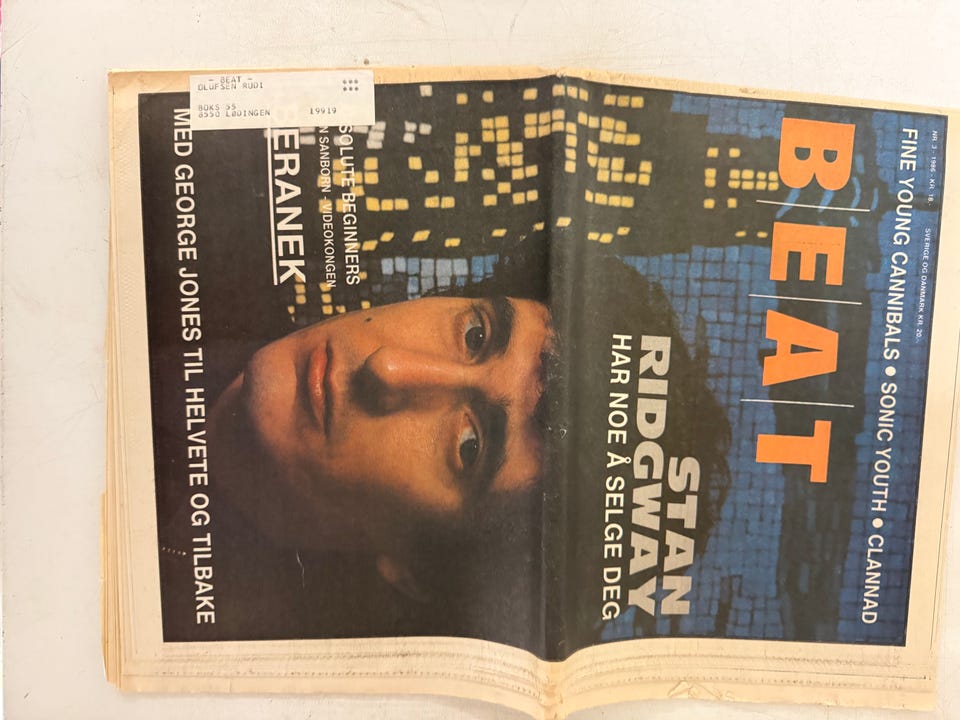 NR. 3 - 1986 - KR. 18,-
SVERIGE OG DANMARK KR. 20,-
FINE YOUNG CANNIBALS ● SONIC YOUTH ● CLANNAD
BEAT
STAN
RIDGWAY
HAR NOE Å SELGE DEG
SOLUTE BEGINNERS
N SANBORN - VIDEOKONGEN
ERANEK
MED GEORGE JONES TIL HELVETE OG TILBAKE
- BEAT -
OLUFSEN RUDI
BOKS 55
8550 LØDINGEN 19919